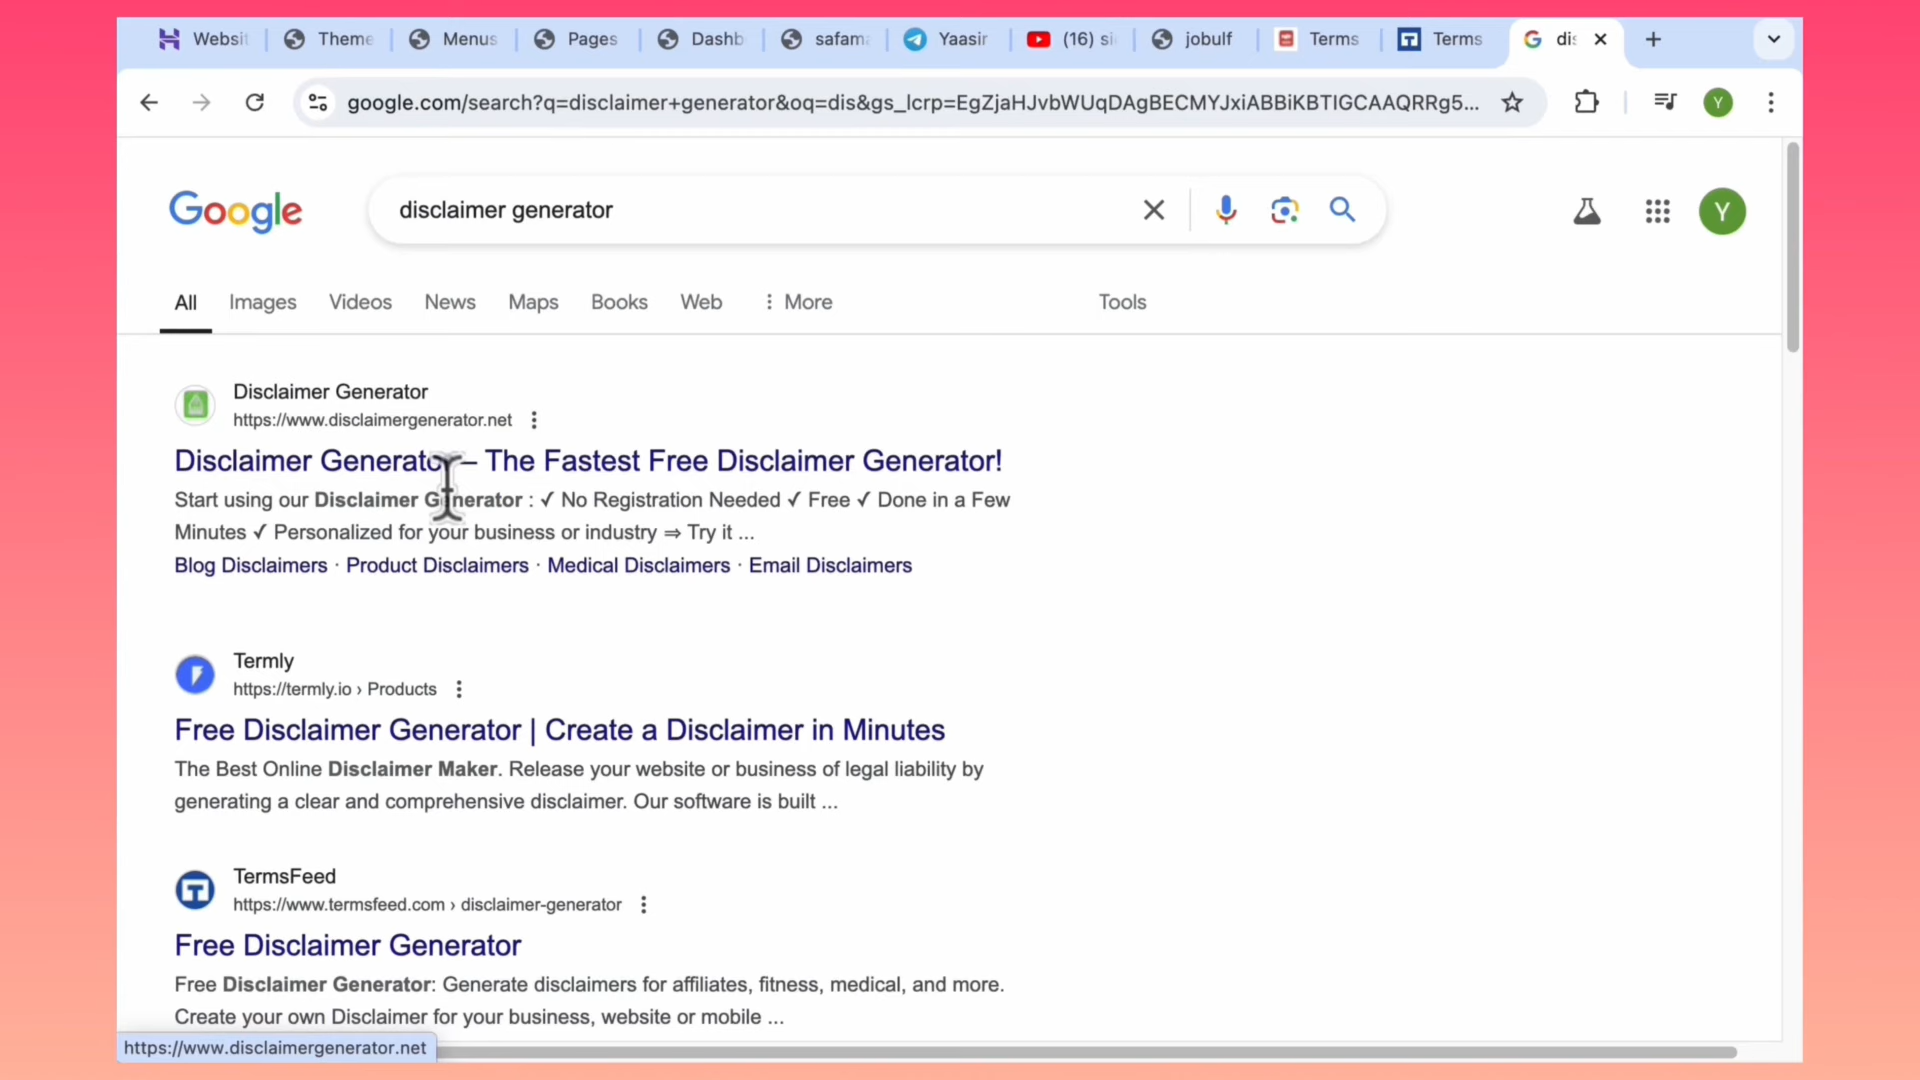 Websit
Theme
Menus
Pages
Dashb
safama
Yaasir
(16) si
jobulf
Terms
Terms
dis
google.com/search?q=disclaimer+generator&oq=dis&gs_lcrp=EgZjaHJvbWUqDAgBECMYJxiABBiKBTIGCAAQRRg5...
Y
Google
disclaimer generator
Y
All Images Videos News Maps Books Web More Tools
Disclaimer Generator
https://www.disclaimergenerator.net
Disclaimer Generator – The Fastest Free Disclaimer Generator!
Start using our Disclaimer Generator : ✓ No Registration Needed ✓ Free ✓ Done in a Few
Minutes ✓ Personalized for your business or industry ⇒ Try it ...
Blog Disclaimers · Product Disclaimers · Medical Disclaimers · Email Disclaimers
Termly
https://termly.io › Products
Free Disclaimer Generator | Create a Disclaimer in Minutes
The Best Online Disclaimer Maker. Release your website or business of legal liability by
generating a clear and comprehensive disclaimer. Our software is built ...
TermsFeed
https://www.termsfeed.com › disclaimer-generator
Free Disclaimer Generator
Free Disclaimer Generator: Generate disclaimers for affiliates, fitness, medical, and more.
Create your own Disclaimer for your business, website or mobile ...
https://www.disclaimergenerator.net